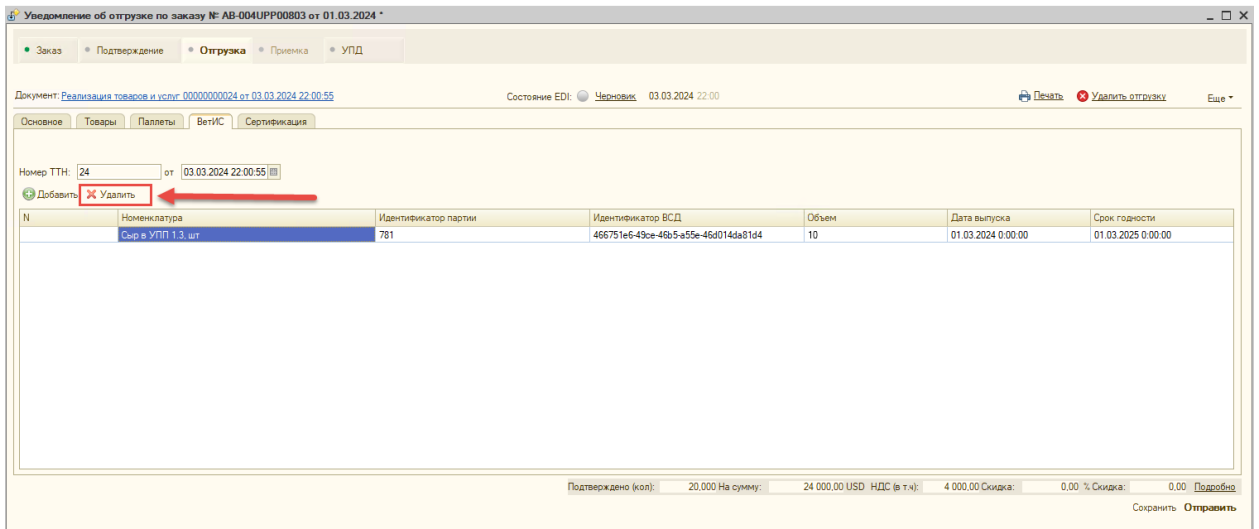 Уведомление об отгрузке по заказу № АВ-004UPP00803 от 01.03.2024 *
Заказ Подтверждение Отгрузка Приемка УПД
Документ: Реализация товаров и услуг 00000000024 от 03.03.2024 22:00:55 Состояние EDI: Черновик 03.03.2024 22:00 Печать Удалить отгрузку Еще
Основное Товары Паллеты ВетИС Сертификация
Номер ТТН: 24 от 03.03.2024 22:00:55
Добавить Удалить
N Номенклатура Идентификатор партии Идентификатор ВСД Объем Дата выпуска Срок годности
Сыр в УПП 1.3, шт 781 466751e6-49ce-46b5-a55e-46d014da81d4 10 01.03.2024 0:00:00 01.03.2025 0:00:00
Подтверждено (кол): 20,000 На сумму: 24 000,00 USD НДС (в т.ч): 4 000,00 Скидка: 0,00 % Скидка: 0,00 Подробно
Сохранить Отправить